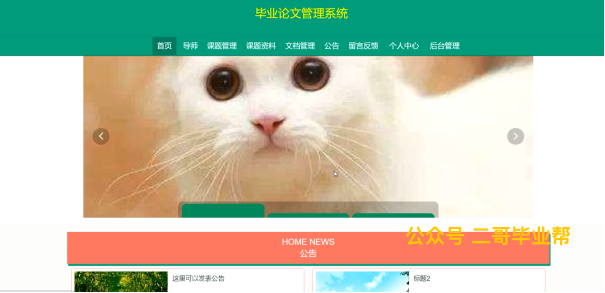 毕业论文管理系统
首页 导师 课题管理 课题资料 文档管理 公告 留言反馈 个人中心 后台管理
公众号 二哥毕业帮
HOME NEWS
公告
这里可以发表公告 标题2